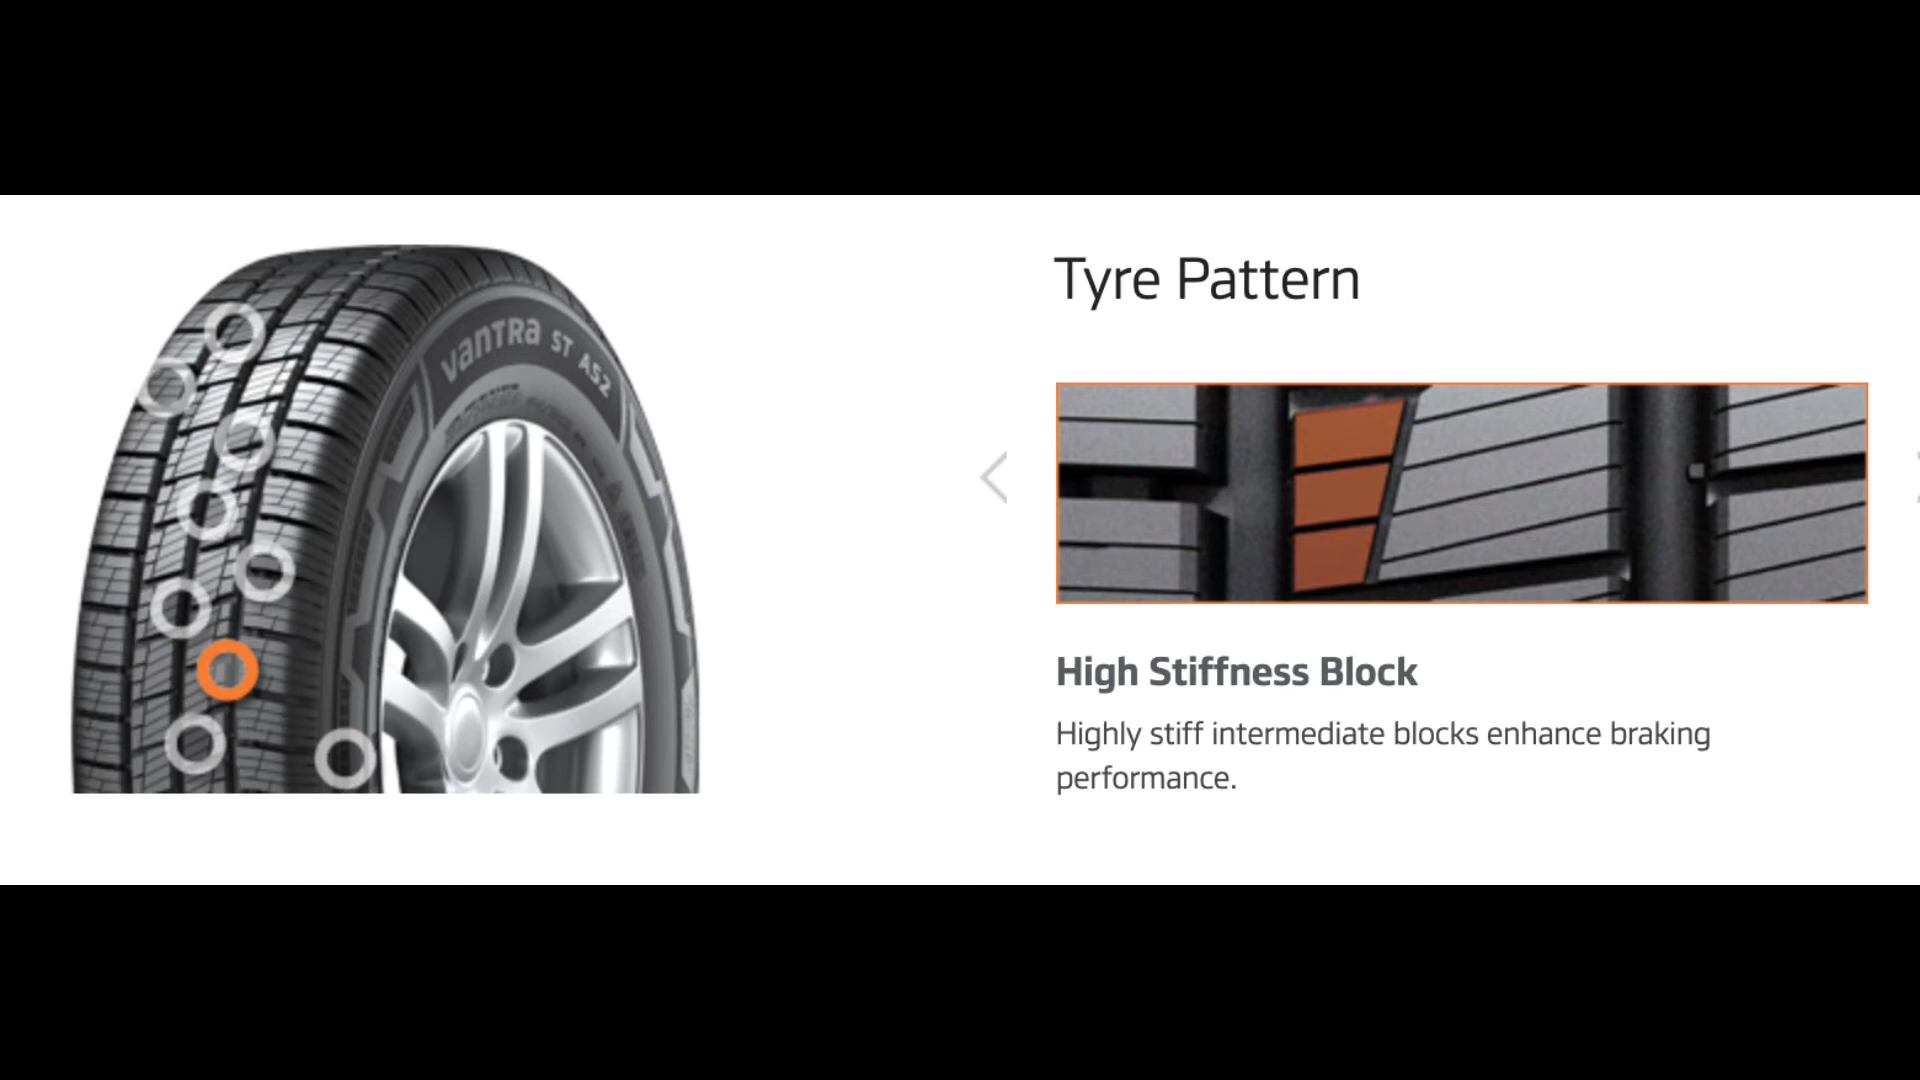 Tyre Pattern
vanTRa ST AS2
High Stiffness Block
Highly stiff intermediate blocks enhance braking
performance.